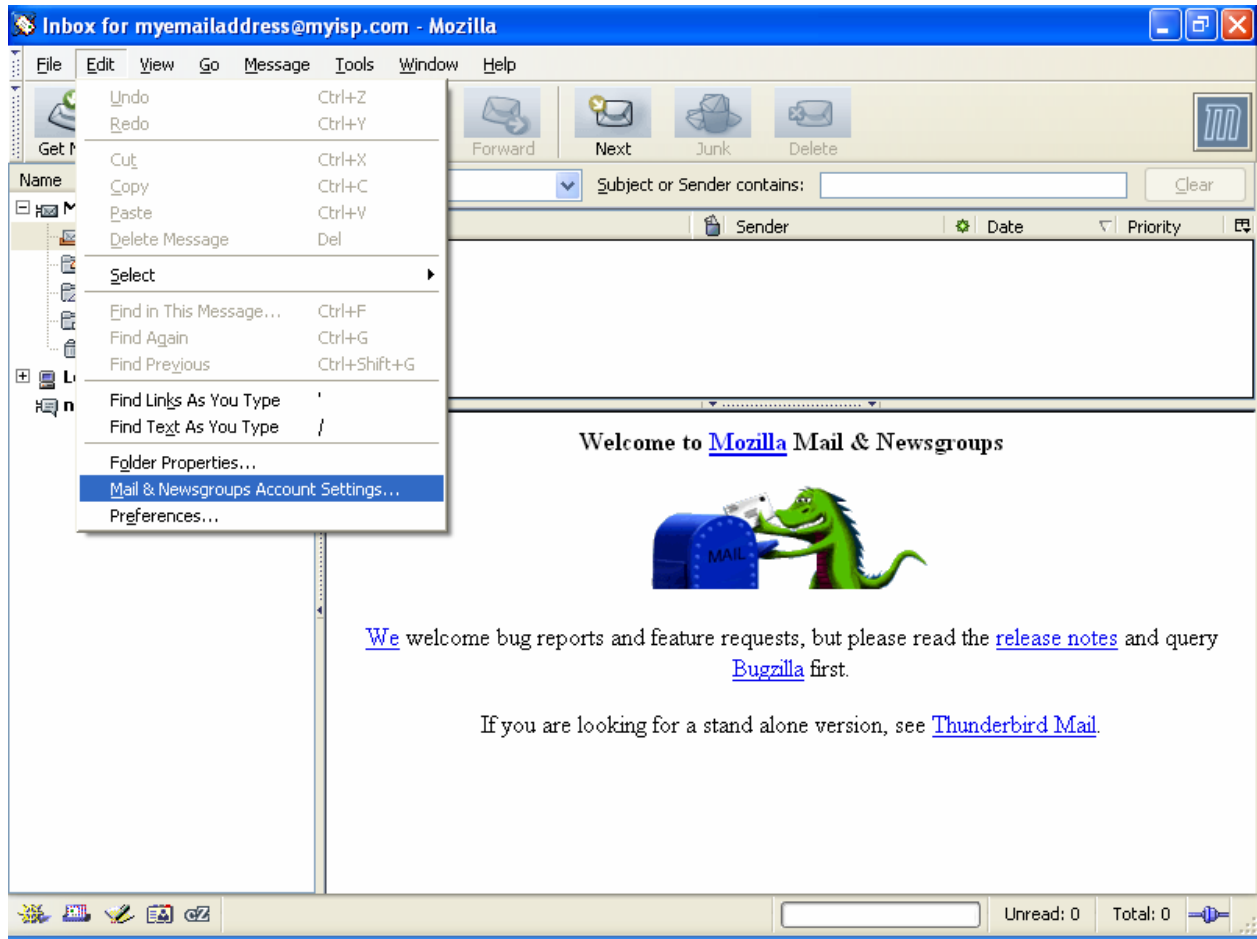 Inbox for myemailaddress@myisp.com - Mozilla
File Edit View Go Message Tools Window Help
Undo Ctrl+Z
Redo Ctrl+Y
Cut Ctrl+X
Copy Ctrl+C
Paste Ctrl+V
Delete Message Del
Select
Find in This Message... Ctrl+F
Find Again Ctrl+G
Find Previous Ctrl+Shift+G
Find Links As You Type '
Find Text As You Type /
Folder Properties...
Mail & Newsgroups Account Settings...
Preferences...
Get Forward Next Junk Delete
Name Subject or Sender contains: Clear
Sender Date Priority
Welcome to Mozilla Mail & Newsgroups
MAIL
We welcome bug reports and feature requests, but please read the release notes and query
Bugzilla first.
If you are looking for a stand alone version, see Thunderbird Mail.
Unread: 0 Total: 0